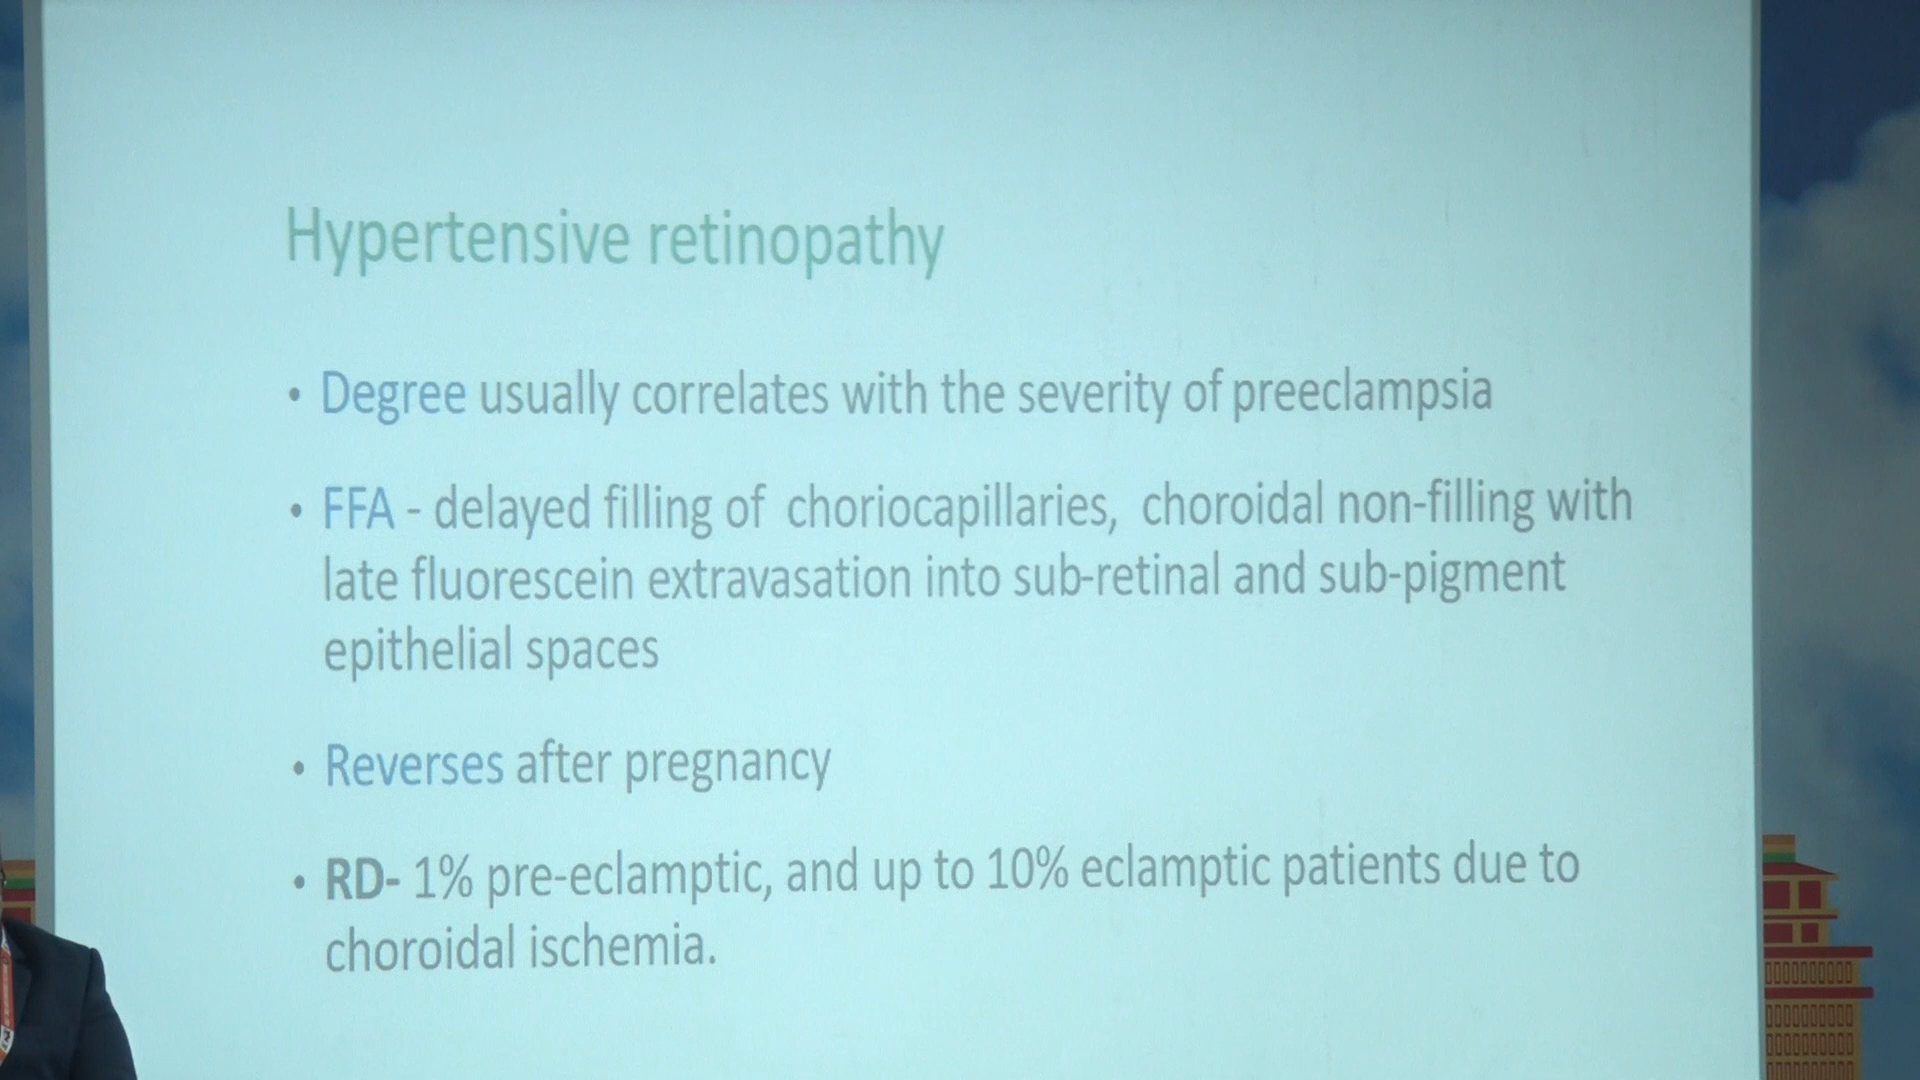 Hypertensive retinopathy
• Degree usually correlates with the severity of preeclampsia
• FFA - delayed filling of choriocapillaries, choroidal non-filling with
late fluorescein extravasation into sub-retinal and sub-pigment
epithelial spaces
• Reverses after pregnancy
• RD- 1% pre-eclamptic, and up to 10% eclamptic patients due to
choroidal ischemia.